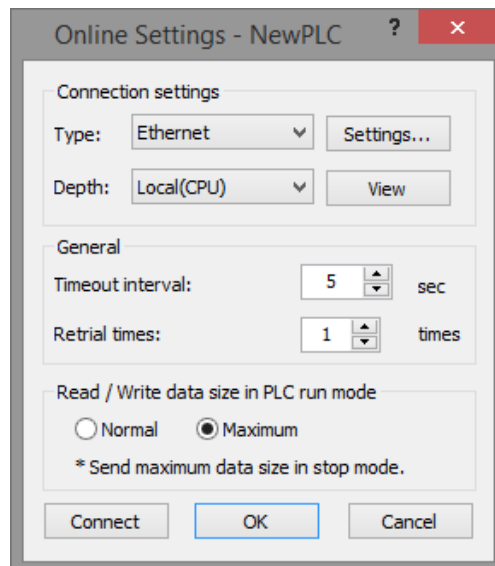 Online Settings - NewPLC ? ×
Connection settings
Type: Ethernet Settings...
Depth: Local(CPU) View
General
Timeout interval: 5 sec
Retrial times: 1 times
Read / Write data size in PLC run mode
Normal Maximum
* Send maximum data size in stop mode.
Connect OK Cancel